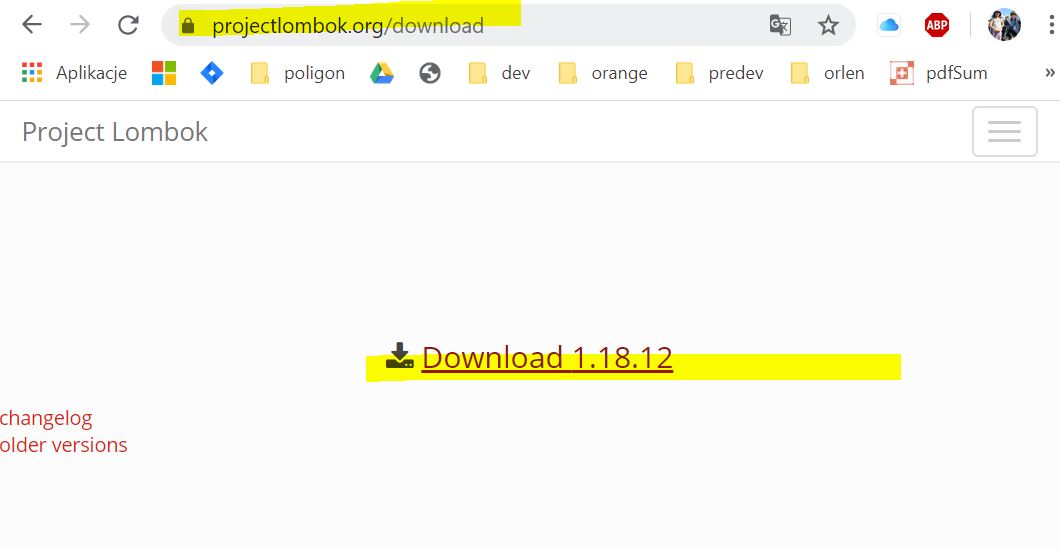 projectlombok.org/download
ABP
Aplikacje poligon dev orange predev orlen pdfSum »
Project Lombok
Download 1.18.12
changelog
older versions